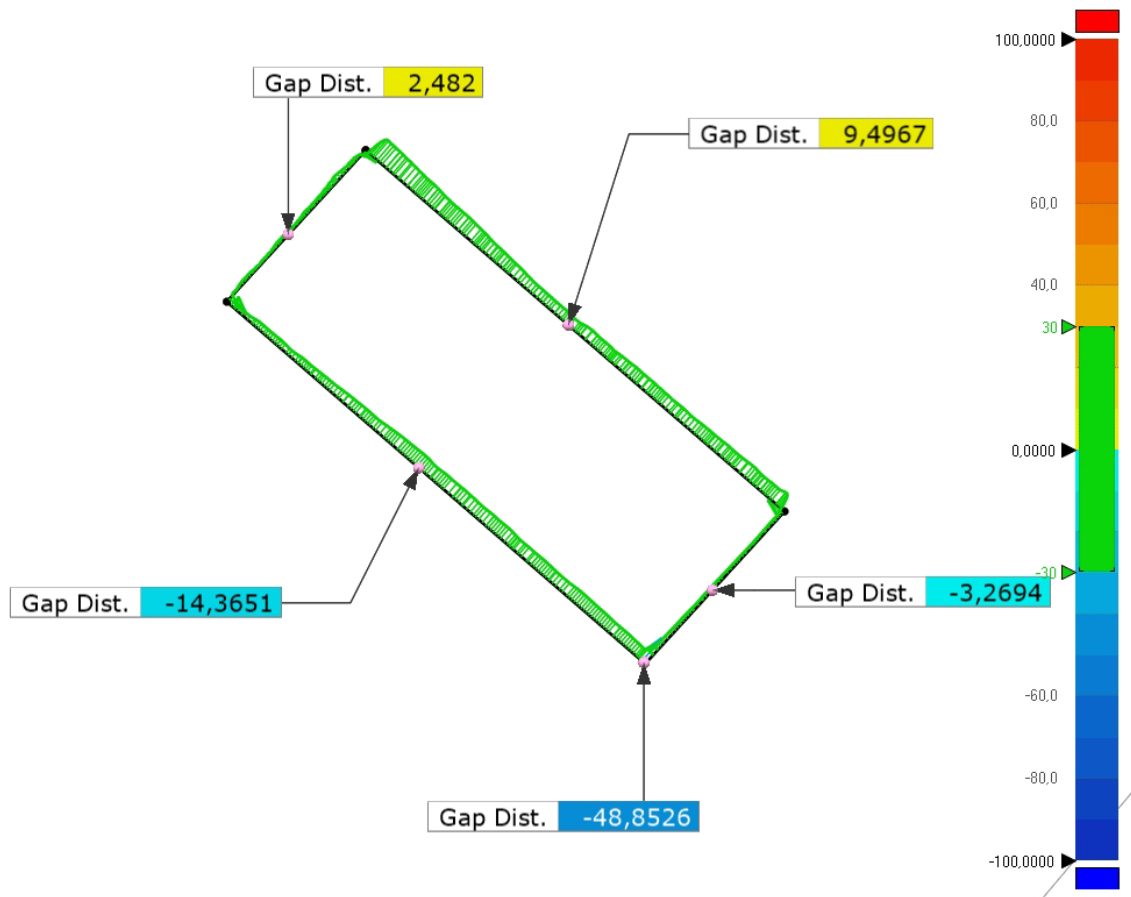 100,0000
Gap Dist. 2,482
80,0
Gap Dist. 9,4967
60,0
40,0
30
0,0000
-30
Gap Dist. -14,3651
Gap Dist. -3,2694
-60,0
-80,0
Gap Dist. -48,8526
-100,0000